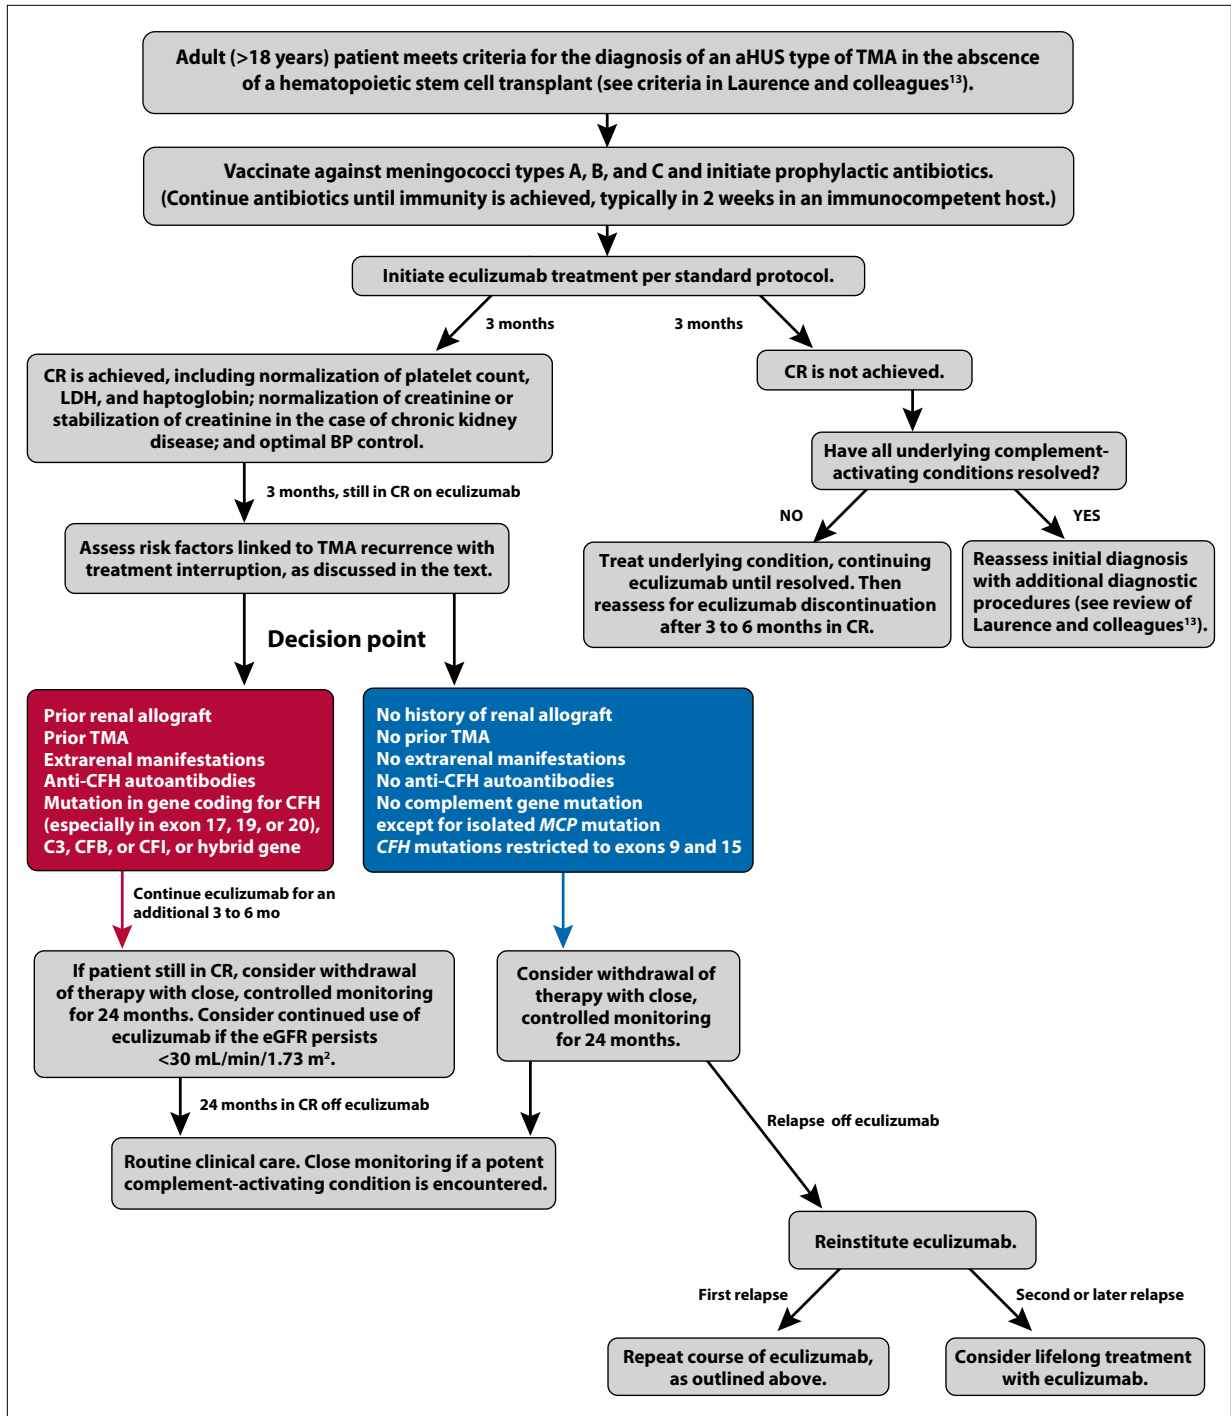 Adult (>18 years) patient meets criteria for the diagnosis of an aHUS type of TMA in the absence
of a hematopoietic stem cell transplant (see criteria in Laurence and colleagues¹³).
Vaccinate against meningococci types A, B, and C and initiate prophylactic antibiotics.
(Continue antibiotics until immunity is achieved, typically in 2 weeks in an immunocompetent host.)
Initiate eculizumab treatment per standard protocol.
3 months
3 months
CR is achieved, including normalization of platelet count,
LDH, and haptoglobin; normalization of creatinine or
stabilization of creatinine in the case of chronic kidney
disease; and optimal BP control.
CR is not achieved.
Have all underlying complement-
activating conditions resolved?
3 months, still in CR on eculizumab
NO
YES
Assess risk factors linked to TMA recurrence with
treatment interruption, as discussed in the text.
Treat underlying condition, continuing
eculizumab until resolved. Then
reassess for eculizumab discontinuation
after 3 to 6 months in CR.
Reassess initial diagnosis
with additional diagnostic
procedures (see review of
Laurence and colleagues¹³).
Decision point
Prior renal allograft
Prior TMA
Extrarenal manifestations
Anti-CFH autoantibodies
Mutation in gene coding for CFH
(especially in exon 17, 19, or 20),
C3, CFB, or CFI, or hybrid gene
No history of renal allograft
No prior TMA
No extrarenal manifestations
No anti-CFH autoantibodies
No complement gene mutation
except for isolated MCP mutation
CFH mutations restricted to exons 9 and 15
Continue eculizumab for an
additional 3 to 6 mo
If patient still in CR, consider withdrawal
of therapy with close, controlled monitoring
for 24 months. Consider continued use of
eculizumab if the eGFR persists
<30 mL/min/1.73 m².
Consider withdrawal of
therapy with close,
controlled monitoring
for 24 months.
24 months in CR off eculizumab
Relapse off eculizumab
Routine clinical care. Close monitoring if a potent
complement-activating condition is encountered.
Reinstitute eculizumab.
First relapse
Second or later relapse
Repeat course of eculizumab,
as outlined above.
Consider lifelong treatment
with eculizumab.